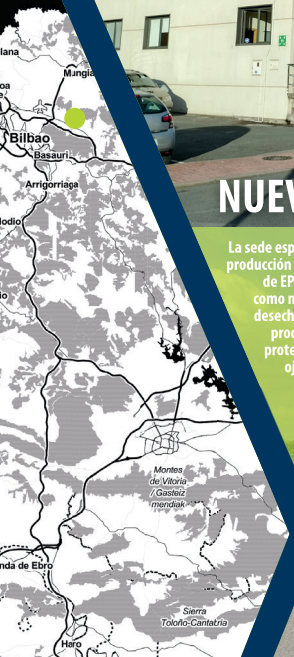 lana
Mungia
oa
Bilbao
Basauri
Arrigorriaga
lodio
io
Montes
de Vitoria
/ Gasteiz
mendiak
nda de Ebro
Sierra
Toloño-Cantabria
Haro
NUEV
La sede esp
producción
de EP
como m
desech
proc
prote
oj